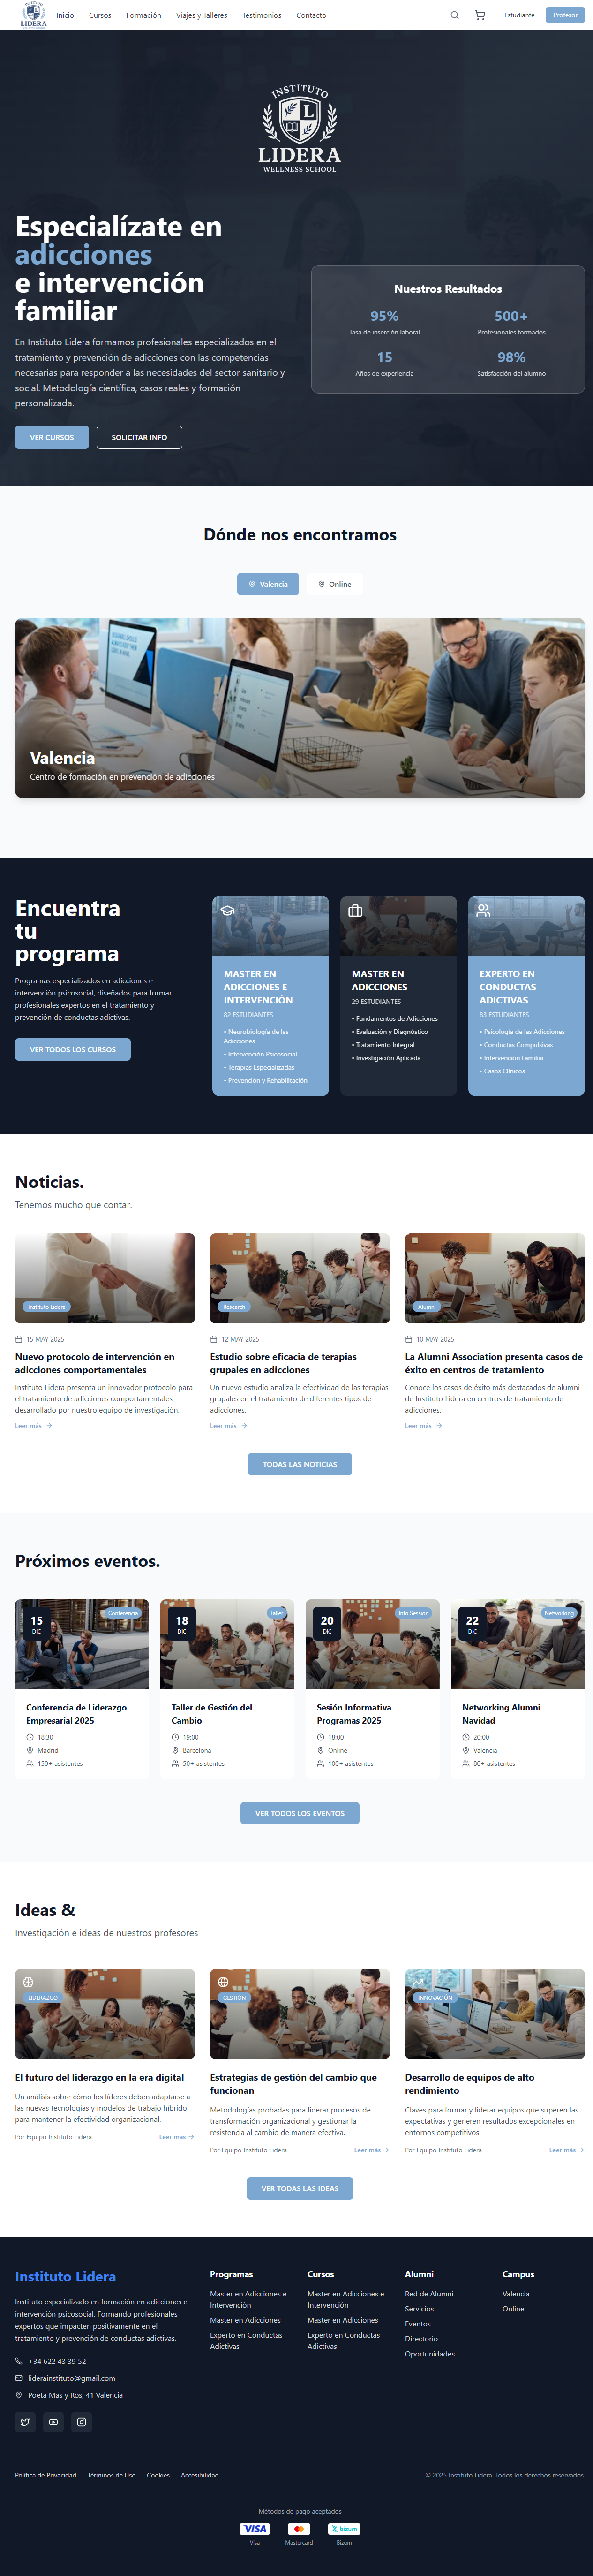 INSTITUTO
LIDERA
Inicio
Cursos
Formación
Viajes y Talleres
Testimonios
Contacto
Estudiante
Profesor
INSTITUTO
L
LIDERA
WELLNESS SCHOOL
Especialízate en
adicciones
e intervención
familiar
En Instituto Lidera formamos profesionales especializados en el
tratamiento y prevención de adicciones con las competencias
necesarias para responder a las necesidades del sector sanitario y
social. Metodología científica, casos reales y formación
personalizada.
VER CURSOS
SOLICITAR INFO
Nuestros Resultados
95%
Tasa de inserción laboral
500+
Profesionales formados
15
Años de experiencia
98%
Satisfacción del alumno
Dónde nos encontramos
Valencia
Online
Valencia
Centro de formación en prevención de adicciones
Encuentra
tu
programa
Programas especializados en adicciones e
intervención psicosocial, diseñados para formar
profesionales expertos en el tratamiento y
prevención de conductas adictivas.
VER TODOS LOS CURSOS
MASTER EN
ADICCIONES E
INTERVENCIÓN
82 ESTUDIANTES
• Neurobiología de las
Adicciones
• Intervención Psicosocial
• Terapias Especializadas
• Prevención y Rehabilitación
MASTER EN
ADICCIONES
29 ESTUDIANTES
• Fundamentos de Adicciones
• Evaluación y Diagnóstico
• Tratamiento Integral
• Investigación Aplicada
EXPERTO EN
CONDUCTAS
ADICTIVAS
83 ESTUDIANTES
• Psicología de las Adicciones
• Conductas Compulsivas
• Intervención Familiar
• Casos Clínicos
Noticias.
Tenemos mucho que contar.
Instituto Lidera
15 MAY 2025
Nuevo protocolo de intervención en
adicciones comportamentales
Instituto Lidera presenta un innovador protocolo para
el tratamiento de adicciones comportamentales
desarrollado por nuestro equipo de investigación.
Leer más
Research
12 MAY 2025
Estudio sobre eficacia de terapias
grupales en adicciones
Un nuevo estudio analiza la efectividad de las terapias
grupales en el tratamiento de diferentes tipos de
adicciones.
Leer más
Alumni
10 MAY 2025
La Alumni Association presenta casos de
éxito en centros de tratamiento
Conoce los casos de éxito más destacados de alumni
de Instituto Lidera en centros de tratamiento de
adicciones.
Leer más
TODAS LAS NOTICIAS
Próximos eventos.
15
DIC
Conferencia
Conferencia de Liderazgo
Empresarial 2025
18:30
Madrid
150+ asistentes
18
DIC
Taller
Taller de Gestión del
Cambio
19:00
Barcelona
50+ asistentes
20
DIC
Info Session
Sesión Informativa
Programas 2025
18:00
Online
100+ asistentes
22
DIC
Networking
Networking Alumni
Navidad
20:00
Valencia
80+ asistentes
VER TODOS LOS EVENTOS
Ideas &
Investigación e ideas de nuestros profesores
LIDERAZGO
El futuro del liderazgo en la era digital
Un análisis sobre cómo los líderes deben adaptarse a
las nuevas tecnologías y modelos de trabajo híbrido
para mantener la efectividad organizacional.
Por Equipo Instituto Lidera
Leer más
GESTIÓN
Estrategias de gestión del cambio que
funcionan
Metodologías probadas para liderar procesos de
transformación organizacional y gestionar la
resistencia al cambio de manera efectiva.
Por Equipo Instituto Lidera
Leer más
INNOVACIÓN
Desarrollo de equipos de alto
rendimiento
Claves para formar y liderar equipos que superen las
expectativas y generen resultados excepcionales en
entornos competitivos.
Por Equipo Instituto Lidera
Leer más
VER TODAS LAS IDEAS
Instituto Lidera
Instituto especializado en formación en adicciones e
intervención psicosocial. Formando profesionales
expertos que impacten positivamente en el
tratamiento y prevención de conductas adictivas.
+34 622 43 39 52
liderainstituto@gmail.com
Poeta Mas y Ros, 41 Valencia
Programas
Master en Adicciones e
Intervención
Master en Adicciones
Experto en Conductas
Adictivas
Cursos
Master en Adicciones e
Intervención
Master en Adicciones
Experto en Conductas
Adictivas
Alumni
Red de Alumni
Servicios
Eventos
Directorio
Oportunidades
Campus
Valencia
Online
Política de Privacidad
Términos de Uso
Cookies
Accesibilidad
© 2025 Instituto Lidera. Todos los derechos reservados.
Métodos de pago aceptados
VISA
bizum
Visa
Mastercard
Bizum